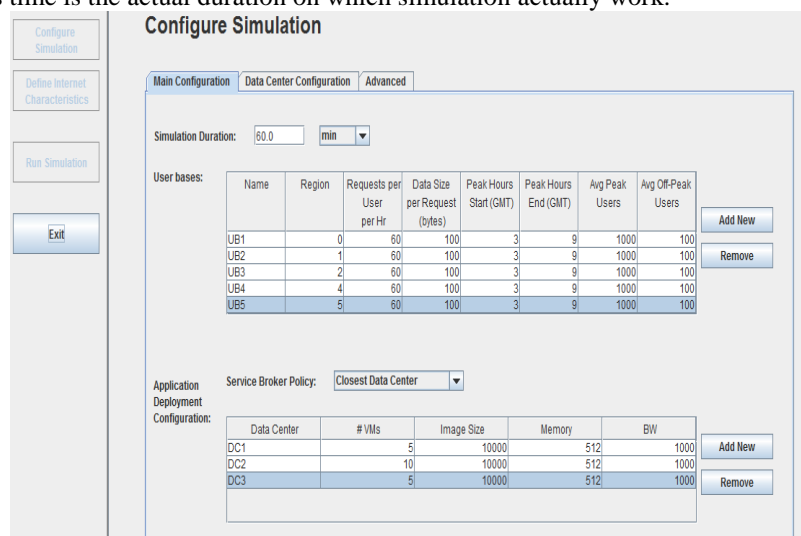 s time is the actual duration on which simulation actually work.
Configure Simulation
Configure
Simulation
Define Internet
Characteristics
Run Simulation
Exit
Main Configuration Data Center Configuration Advanced
Simulation Duration: 60.0 min
User bases:
Name Region Requests per User per Hr Data Size per Request (bytes) Peak Hours Start (GMT) Peak Hours End (GMT) Avg Peak Users Avg Off-Peak Users
UB1 0 60 100 3 9 1000 100
UB2 1 60 100 3 9 1000 100
UB3 2 60 100 3 9 1000 100
UB4 4 60 100 3 9 1000 100
UB5 5 60 100 3 9 1000 100
Add New
Remove
Application
Deployment
Configuration:
Service Broker Policy: Closest Data Center
Data Center # VMs Image Size Memory BW
DC1 5 10000 512 1000
DC2 10 10000 512 1000
DC3 5 10000 512 1000
Add New
Remove